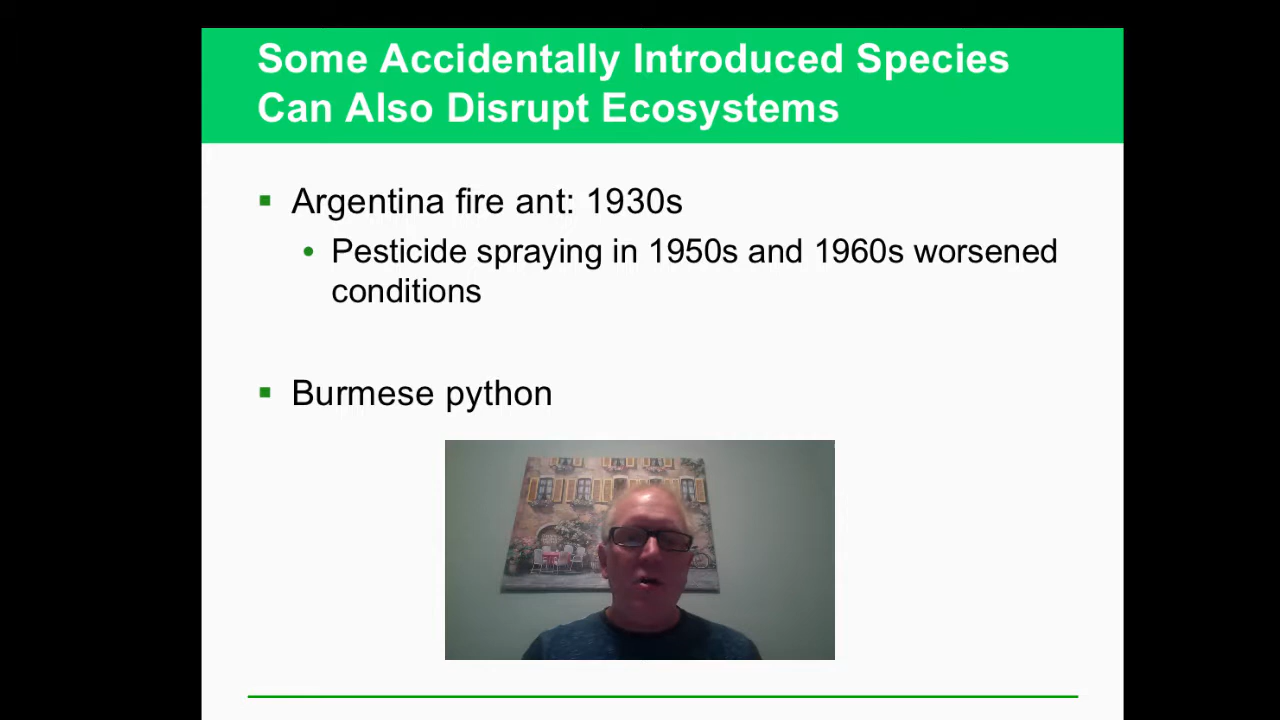 Some Accidentally Introduced Species
Can Also Disrupt Ecosystems
Argentina fire ant: 1930s
Pesticide spraying in 1950s and 1960s worsened
conditions
Burmese python